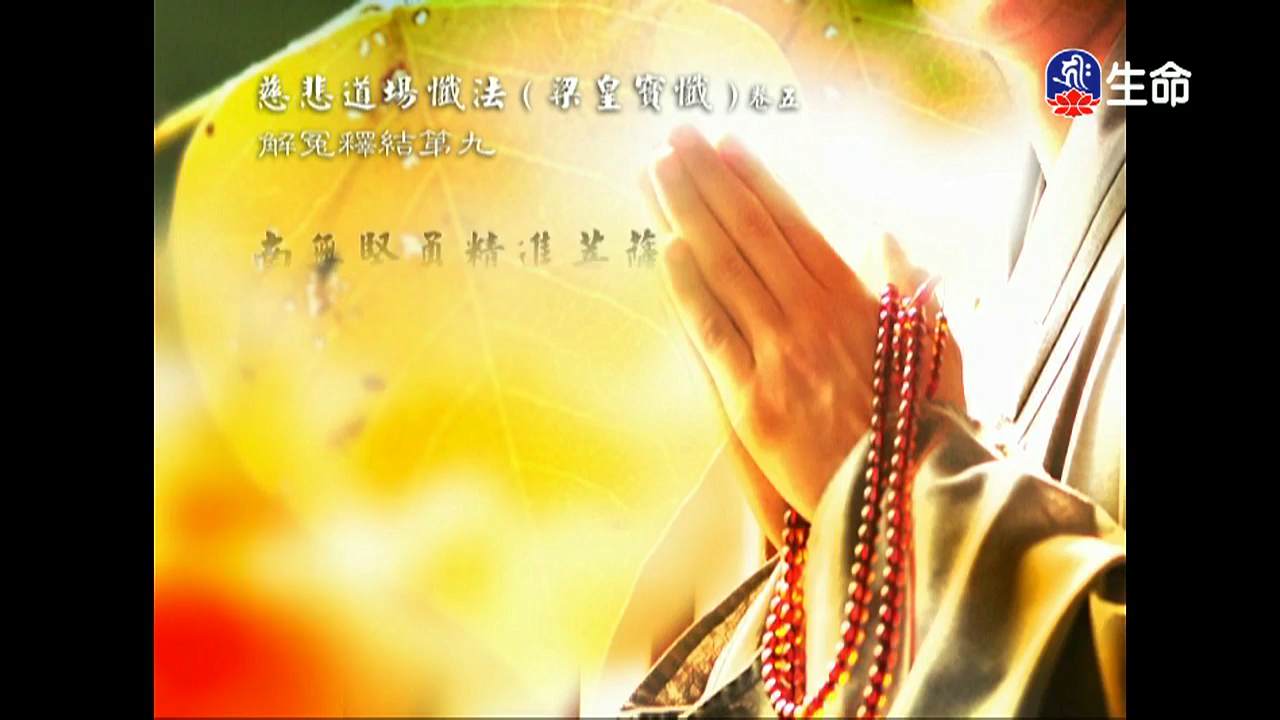 慈悲道場懺法(梁皇寶懺)卷五
生命
解冤釋結第九
南無堅勇精進菩薩